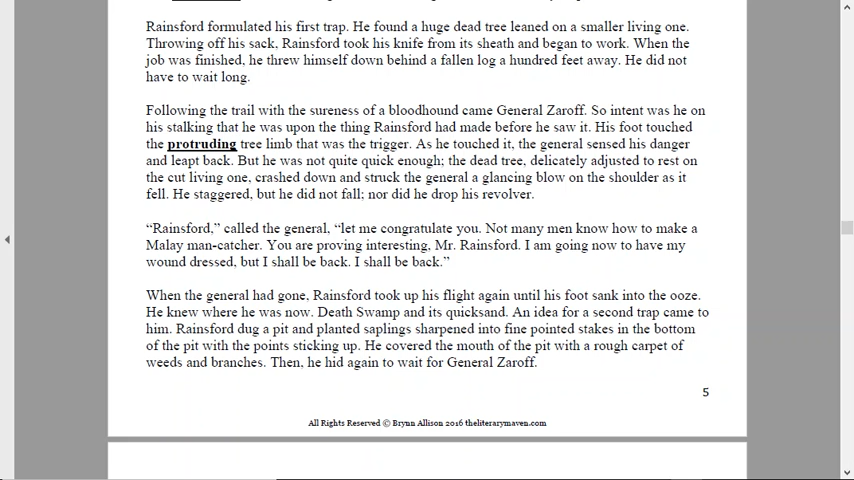 Rainsford formulated his first trap. He found a huge dead tree leaned on a smaller living one.
Throwing off his sack, Rainsford took his knife from its sheath and began to work. When the
job was finished, he threw himself down behind a fallen log a hundred feet away. He did not
have to wait long.
Following the trail with the sureness of a bloodhound came General Zaroff. So intent was he on
his stalking that he was upon the thing Rainsford had made before he saw it. His foot touched
the protruding tree limb that was the trigger. As he touched it, the general sensed his danger
and leapt back. But he was not quite quick enough; the dead tree, delicately adjusted to rest on
the cut living one, crashed down and struck the general a glancing blow on the shoulder as it
fell. He staggered, but he did not fall; nor did he drop his revolver.
“Rainsford,” called the general, “let me congratulate you. Not many men know how to make a
Malay man-catcher. You are proving interesting, Mr. Rainsford. I am going now to have my
wound dressed, but I shall be back. I shall be back.”
When the general had gone, Rainsford took up his flight again until his foot sank into the ooze.
He knew where he was now. Death Swamp and its quicksand. An idea for a second trap came to
him. Rainsford dug a pit and planted saplings sharpened into fine pointed stakes in the bottom
of the pit with the points sticking up. He covered the mouth of the pit with a rough carpet of
weeds and branches. Then, he hid again to wait for General Zaroff.
5
All Rights Reserved © Brynn Allison 2016 theliterarymaven.com